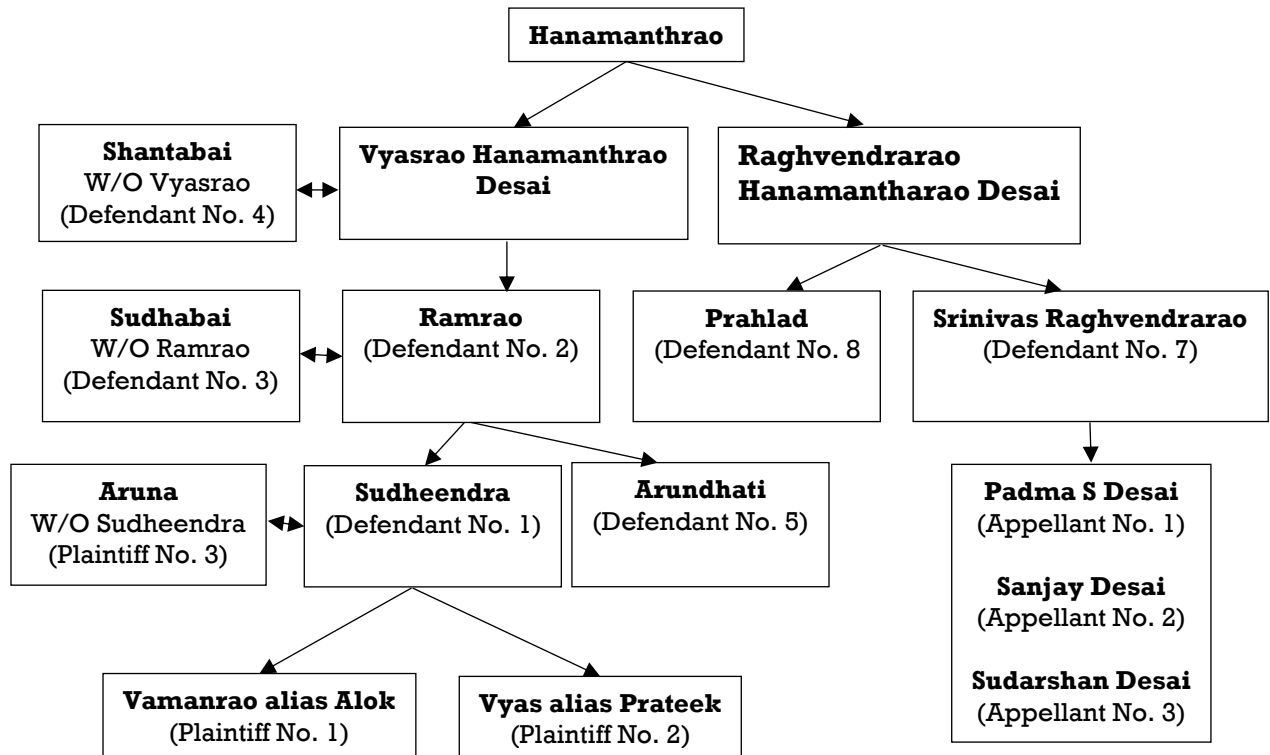 Hanamanthrao
Shantabai
W/O Vyasrao
(Defendant No. 4)
Vyasrao Hanamanthrao
Desai
Raghvendrarao
Hanamantharao Desai
Sudhabai
W/O Ramrao
(Defendant No. 3)
Ramrao
(Defendant No. 2)
Prahlad
(Defendant No. 8
Srinivas Raghvendrarao
(Defendant No. 7)
Aruna
W/O Sudheendra
(Plaintiff No. 3)
Sudheendra
(Defendant No. 1)
Arundhati
(Defendant No. 5)
Padma S Desai
(Appellant No. 1)
Sanjay Desai
(Appellant No. 2)
Sudarshan Desai
(Appellant No. 3)
Vamanrao alias Alok
(Plaintiff No. 1)
Vyas alias Prateek
(Plaintiff No. 2)